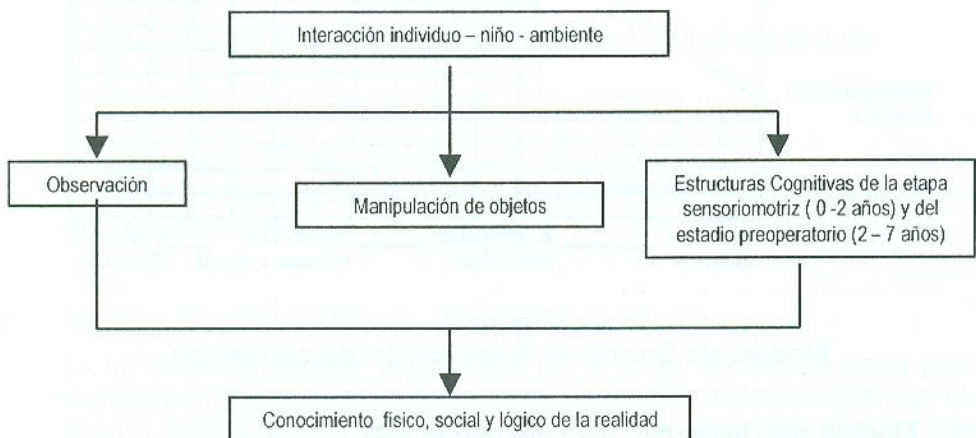 Interacción individuo – niño - ambiente
Observación
Manipulación de objetos
Estructuras Cognitivas de la etapa
sensoriomotriz ( 0 -2 años) y del
estadio preoperatorio (2 – 7 años)
Conocimiento físico, social y lógico de la realidad